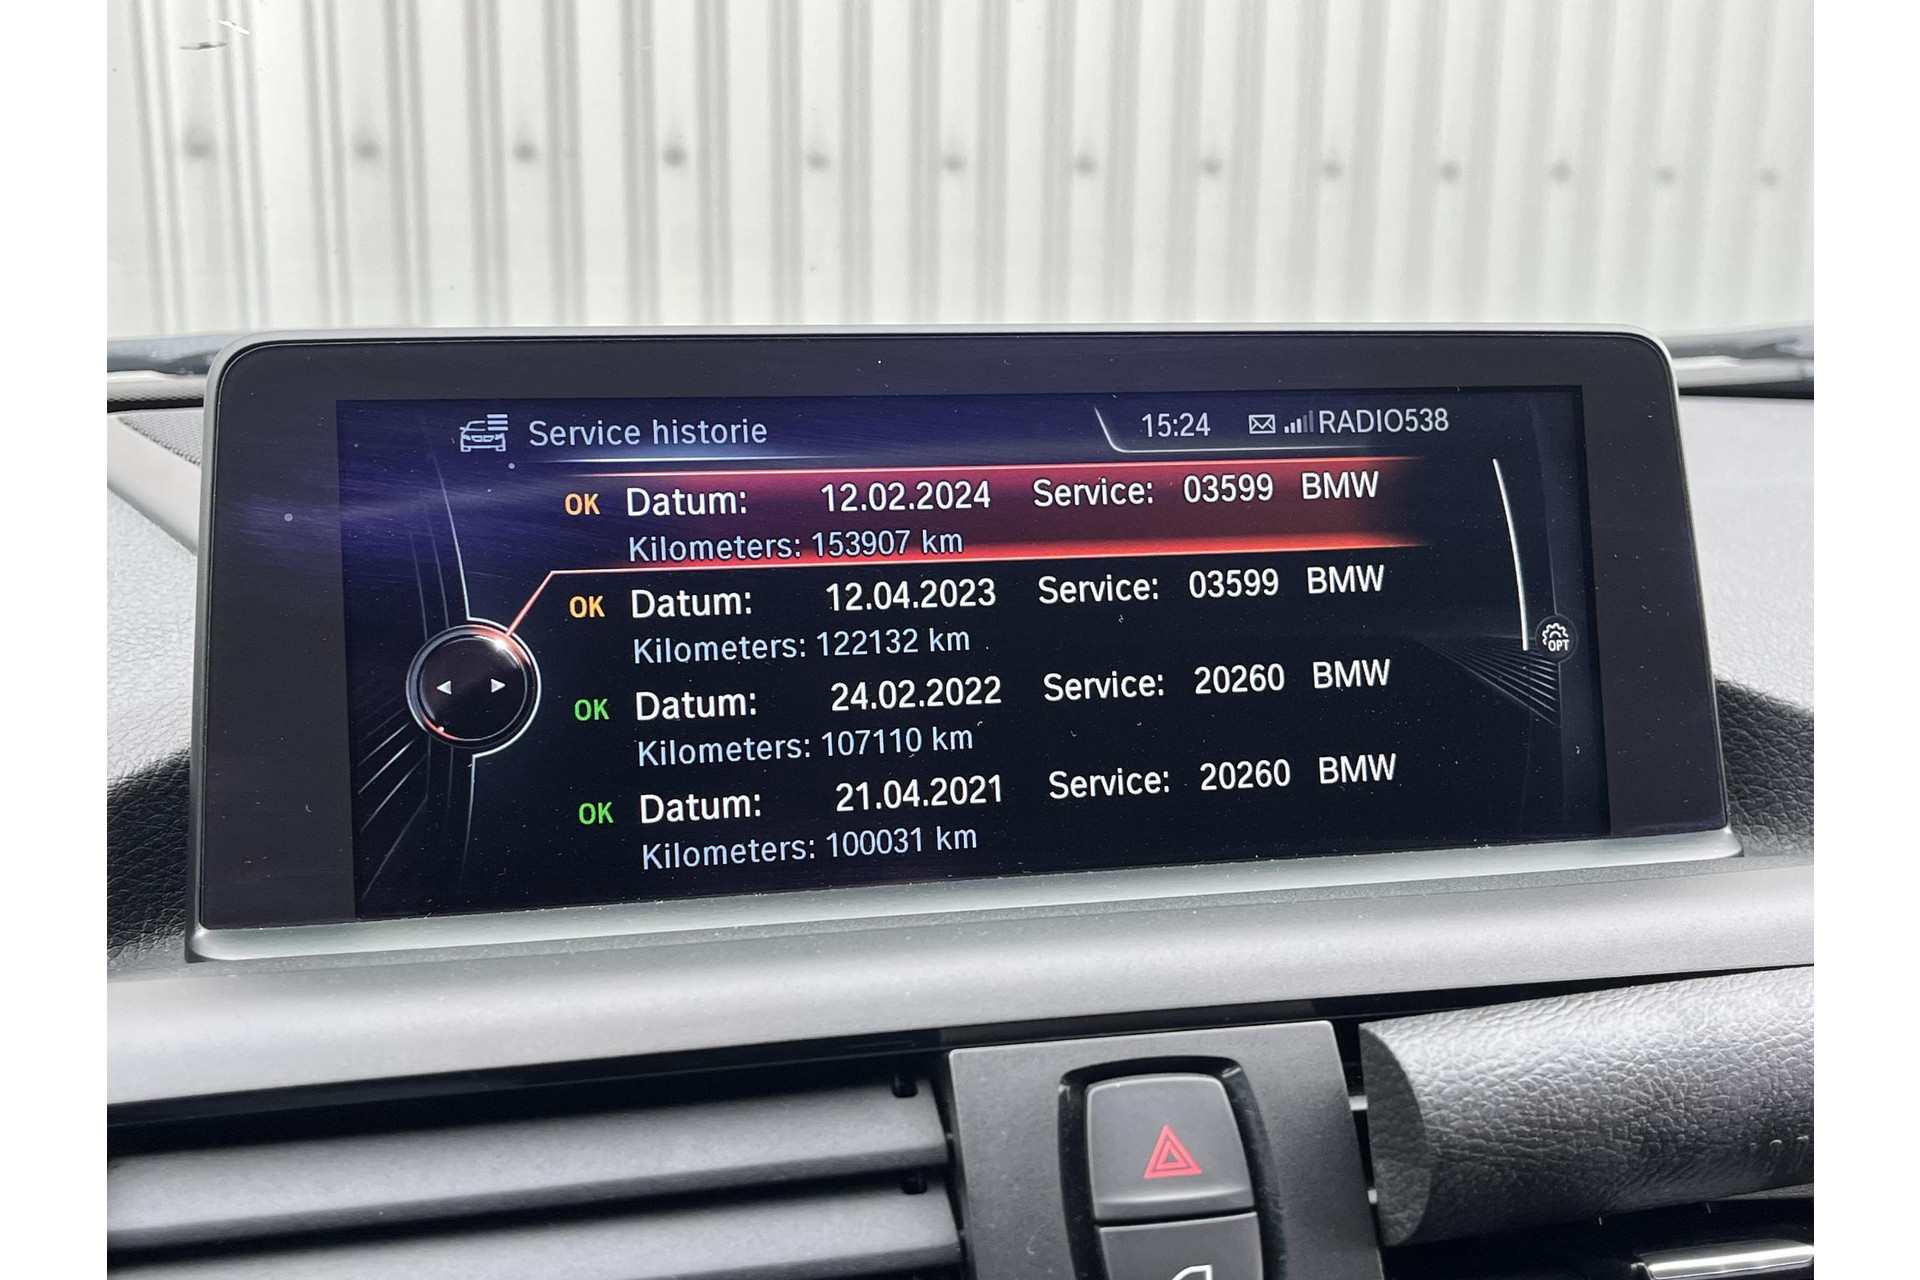 Service historie 15:24 RADIO538
OK Datum: 12.02.2024 Service: 03599 BMW
Kilometers: 153907 km
OK Datum: 12.04.2023 Service: 03599 BMW
Kilometers: 122132 km
OPT
OK Datum: 24.02.2022 Service: 20260 BMW
Kilometers: 107110 km
OK Datum: 21.04.2021 Service: 20260 BMW
Kilometers: 100031 km